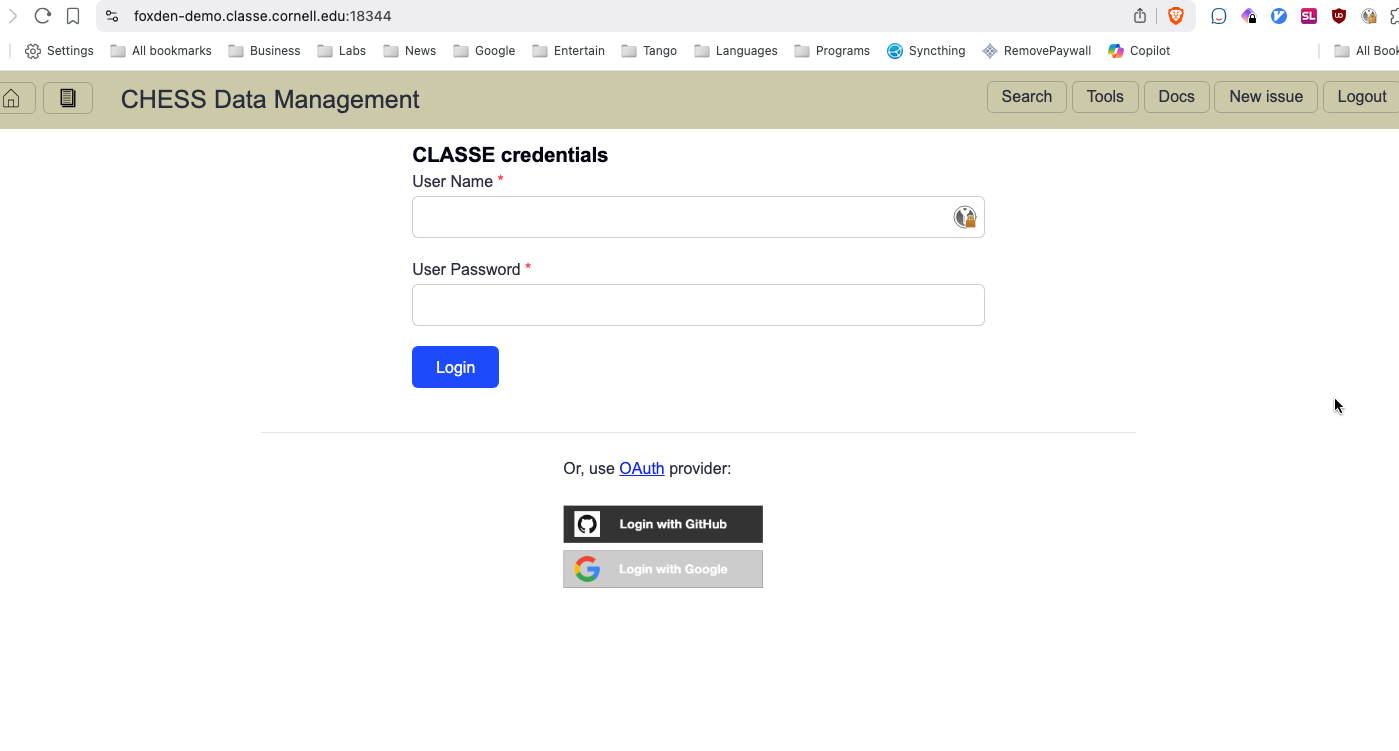 foxden-demo.classe.cornell.edu:18344
SL
Settings All bookmarks Business Labs News Google Entertain Tango Languages Programs Syncthing RemovePaywall Copilot All Book
CHESS Data Management Search Tools Docs New issue Logout
CLASSE credentials
User Name *
User Password *
Login
Or, use OAuth provider:
Login with GitHub
Login with Google